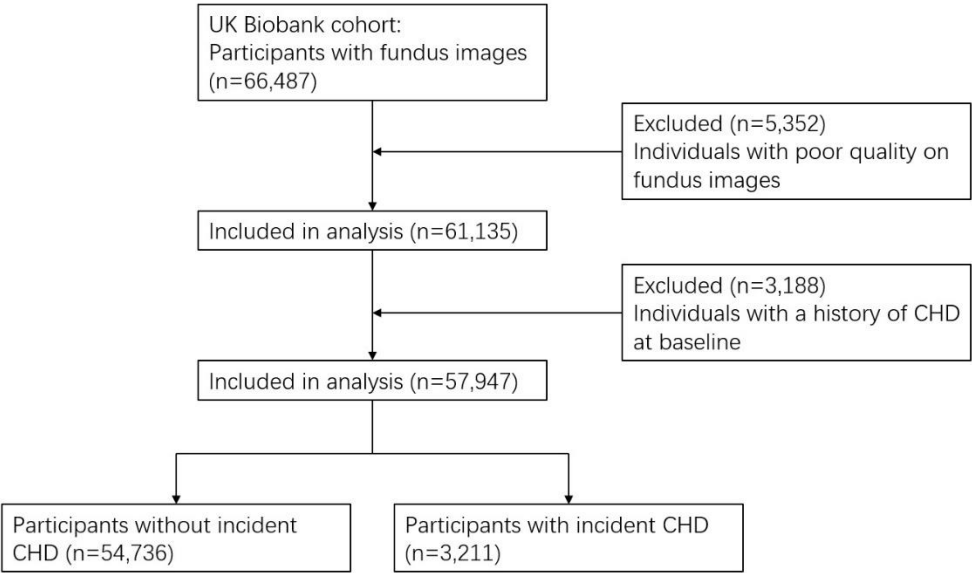 UK Biobank cohort:
Participants with fundus images
(n=66,487)
Excluded (n=5,352)
Individuals with poor quality on
fundus images
Included in analysis (n=61,135)
Excluded (n=3,188)
Individuals with a history of CHD
at baseline
Included in analysis (n=57,947)
Participants without incident
CHD (n=54,736)
Participants with incident CHD
(n=3,211)